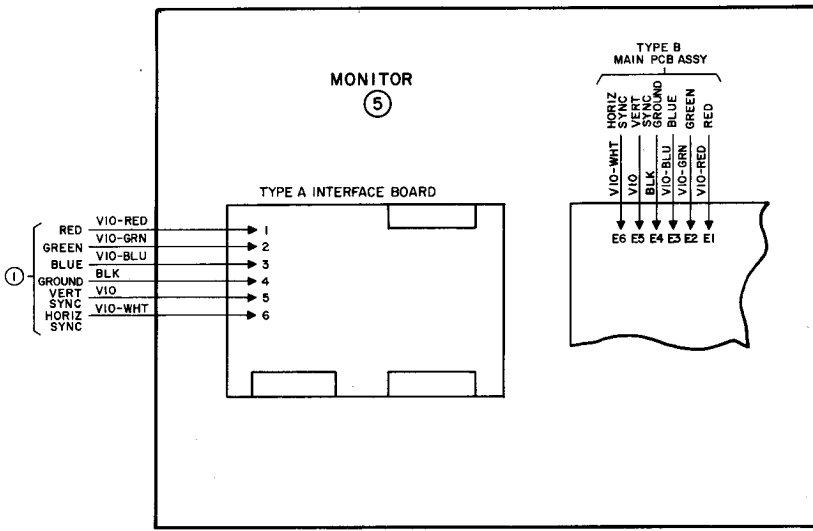 MONITOR
5
TYPE B
MAIN PCB ASSY
HORIZ
SYNC
VERT
SYNC
GROUND
BLUE
GREEN
RED
VIO-WHT
VIO
BLK
VIO-BLU
VIO-GRN
VIO-RED
E6 E5 E4 E3 E2 E1
TYPE A INTERFACE BOARD
1
RED VIO-RED 1
GREEN VIO-GRN 2
BLUE VIO-BLU 3
GROUND BLK 4
VERT VIO 5
SYNC
HORIZ VIO-WHT 6
SYNC